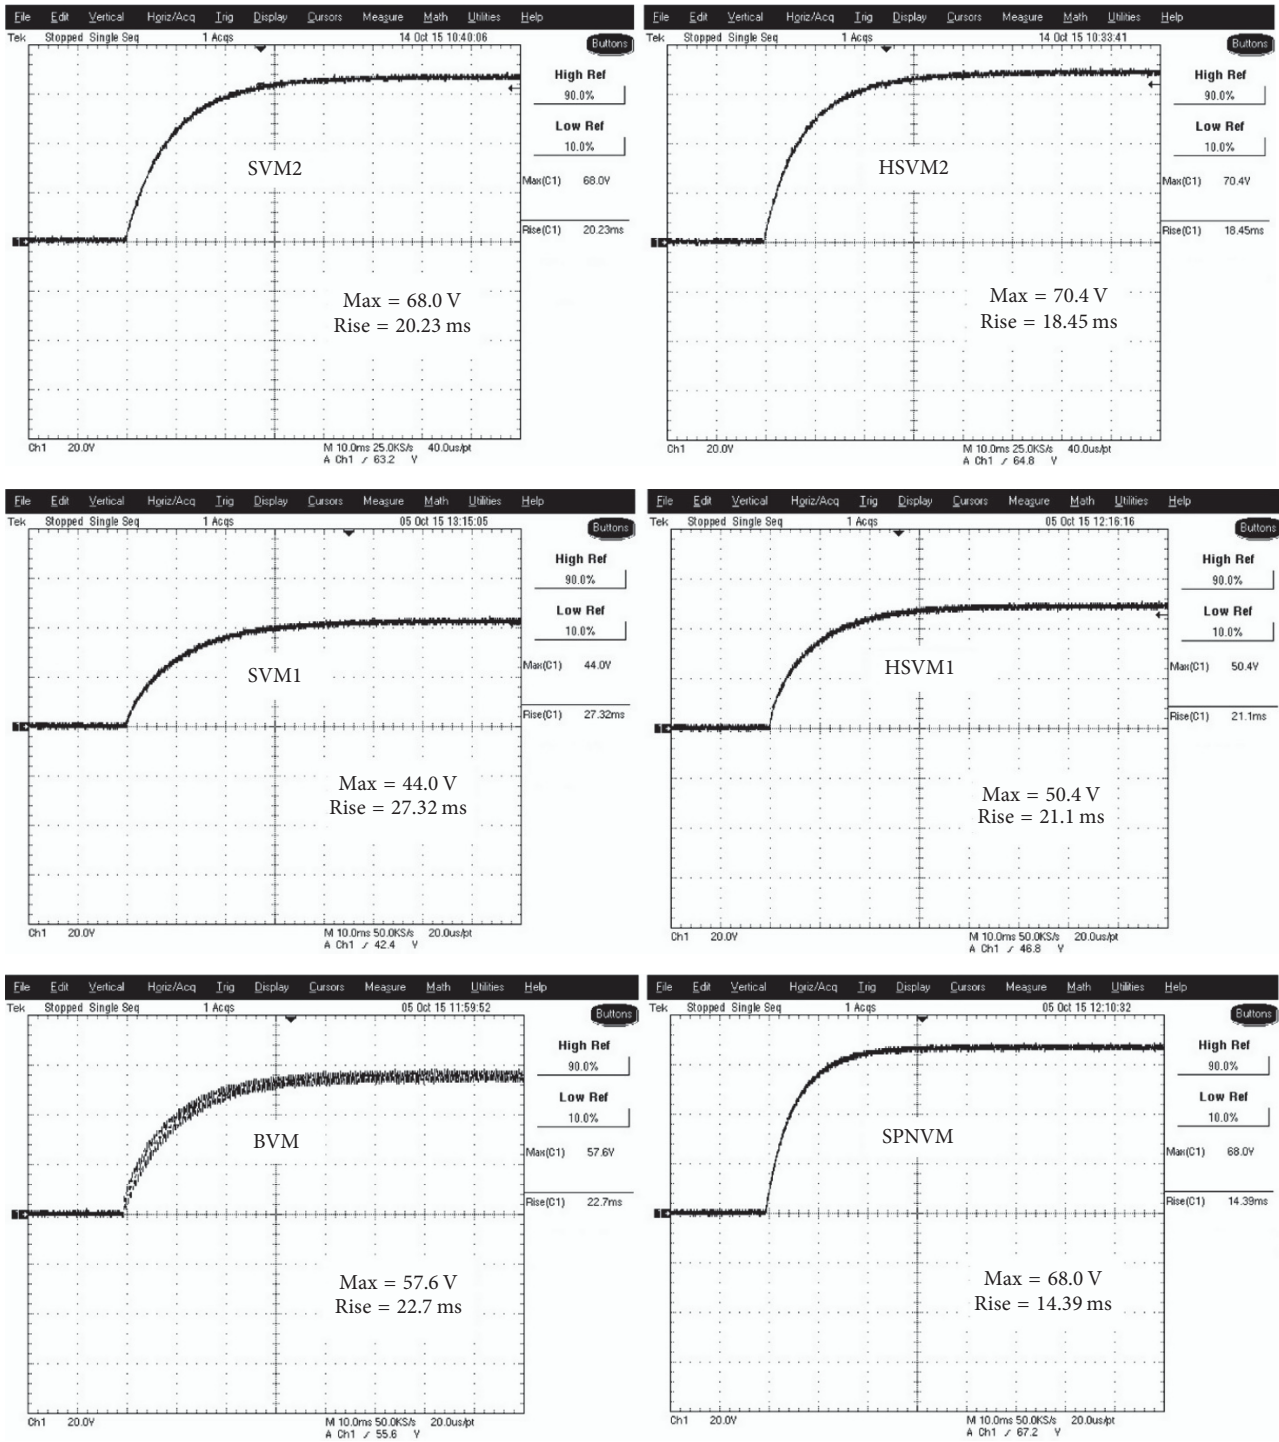 File Edit Vertical Horiz/Acq Trig Display Cursors Measure Math Utilities Help
Tek Stopped Single Seq 1 Acqs 14 Oct 15 10:40:06
Buttons
High Ref
90.0%
Low Ref
10.0%
Max(C1) 68.0V
Rise(C1) 20.23ms
SVM2
Max = 68.0 V
Rise = 20.23 ms
Ch1 20.0V M 10.0ms 25.0KS/s 40.0us/pt
A Ch1 / 63.2 V
File Edit Vertical Horiz/Acq Trig Display Cursors Measure Math Utilities Help
Tek Stopped Single Seq 1 Acqs 14 Oct 15 10:33:41
Buttons
High Ref
90.0%
Low Ref
10.0%
Max(C1) 70.4V
Rise(C1) 18.45ms
HSVM2
Max = 70.4 V
Rise = 18.45 ms
Ch1 20.0V M 10.0ms 25.0KS/s 40.0us/pt
A Ch1 / 64.8 V
File Edit Vertical Horiz/Acq Trig Display Cursors Measure Math Utilities Help
Tek Stopped Single Seq 1 Acqs 05 Oct 15 13:15:05
Buttons
High Ref
90.0%
Low Ref
10.0%
Max(C1) 44.0V
Rise(C1) 27.32ms
SVM1
Max = 44.0 V
Rise = 27.32 ms
Ch1 20.0V M 10.0ms 50.0KS/s 20.0us/pt
A Ch1 / 42.4 V
File Edit Vertical Horiz/Acq Trig Display Cursors Measure Math Utilities Help
Tek Stopped Single Seq 1 Acqs 05 Oct 15 12:16:16
Buttons
High Ref
90.0%
Low Ref
10.0%
Max(C1) 50.4V
Rise(C1) 21.1ms
HSVM1
Max = 50.4 V
Rise = 21.1 ms
Ch1 20.0V M 10.0ms 50.0KS/s 20.0us/pt
A Ch1 / 46.8 V
File Edit Vertical Horiz/Acq Trig Display Cursors Measure Math Utilities Help
Tek Stopped Single Seq 1 Acqs 05 Oct 15 11:59:52
Buttons
High Ref
90.0%
Low Ref
10.0%
Max(C1) 57.6V
Rise(C1) 22.7ms
BVM
Max = 57.6 V
Rise = 22.7 ms
Ch1 20.0V M 10.0ms 50.0KS/s 20.0us/pt
A Ch1 / 55.6 V
File Edit Vertical Horiz/Acq Trig Display Cursors Measure Math Utilities Help
Tek Stopped Single Seq 1 Acqs 05 Oct 15 12:10:32
Buttons
High Ref
90.0%
Low Ref
10.0%
Max(C1) 68.0V
Rise(C1) 14.39ms
SPNVM
Max = 68.0 V
Rise = 14.39 ms
Ch1 20.0V M 10.0ms 50.0KS/s 20.0us/pt
A Ch1 / 67.2 V